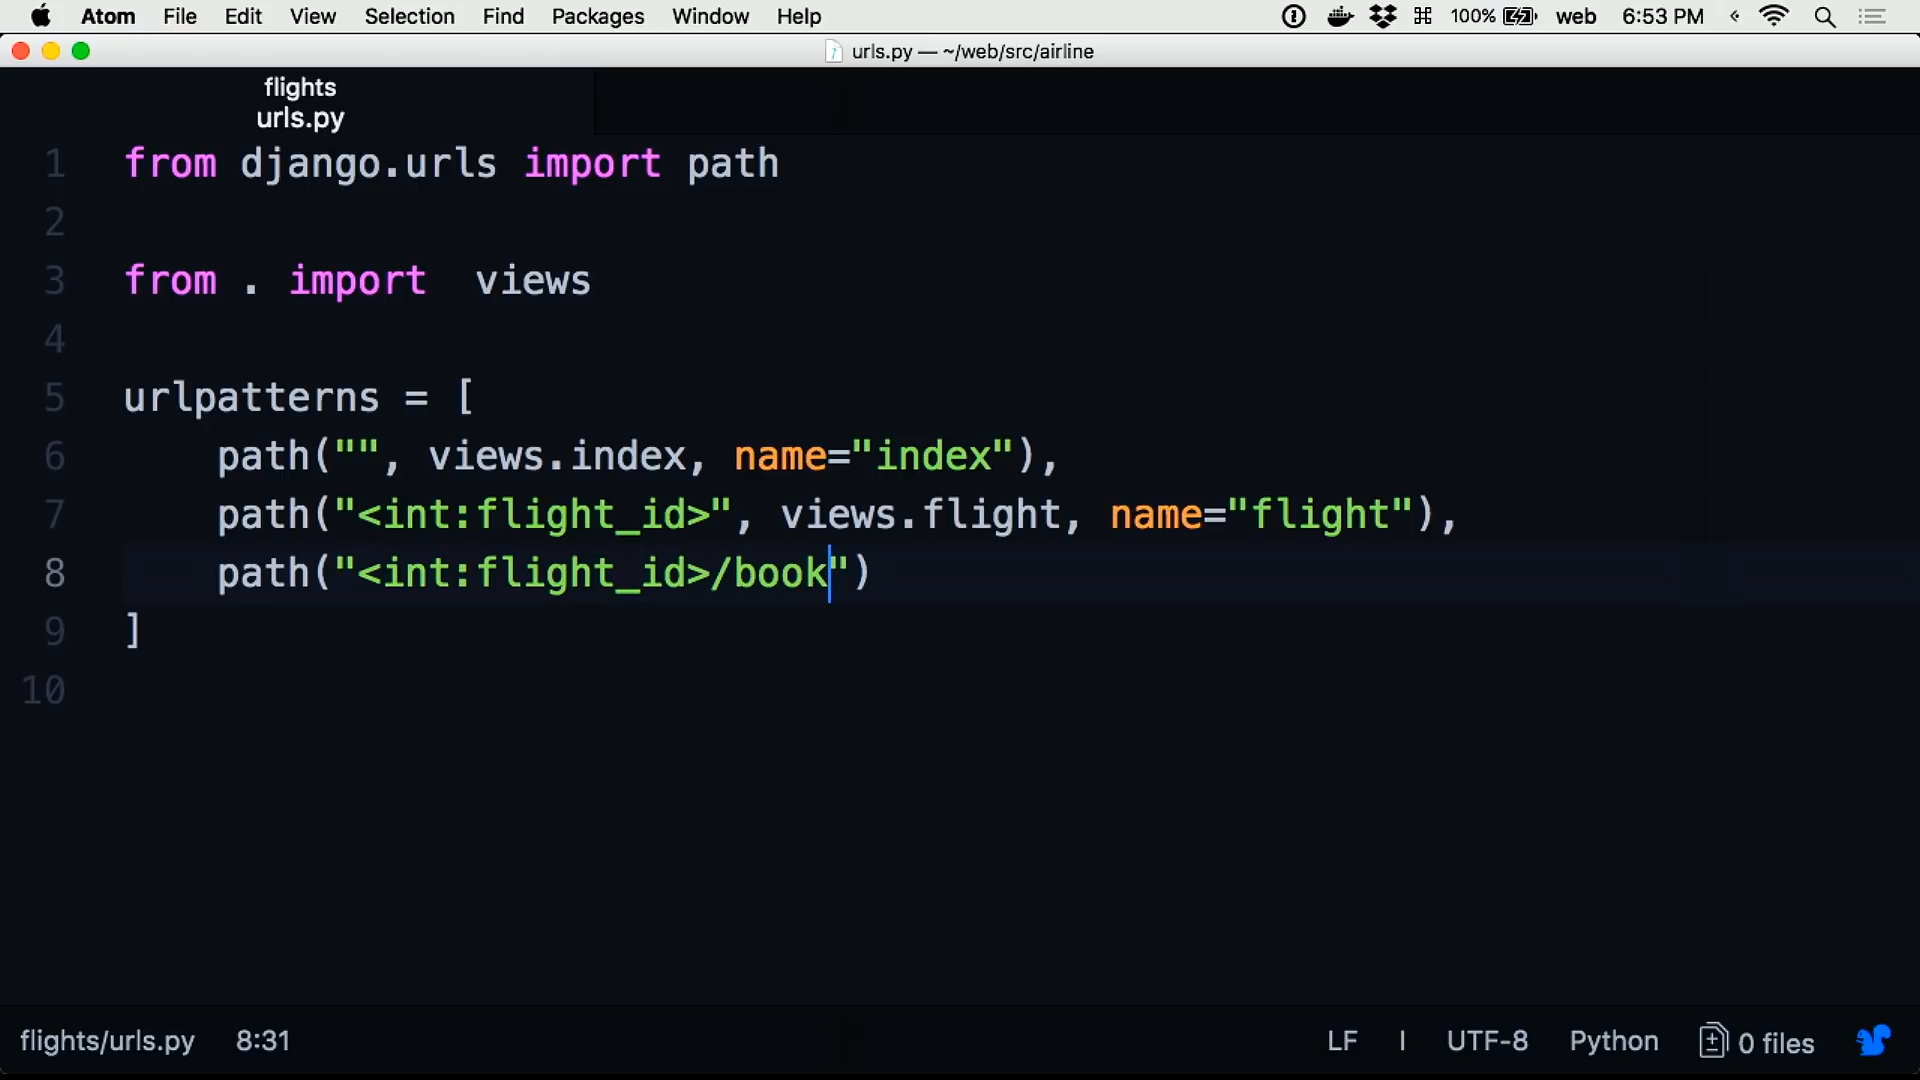 Atom File Edit View Selection Find Packages Window Help 100% web 6:53 PM
urls.py — ~/web/src/airline
flights
urls.py
1 from django.urls import path
2
3 from . import  views
4
5 urlpatterns = [
6     path("", views.index, name="index"),
7     path("<int:flight_id>", views.flight, name="flight"),
8     path("<int:flight_id>/book")
9 ]
10
flights/urls.py 8:31 LF UTF-8 Python 0 files